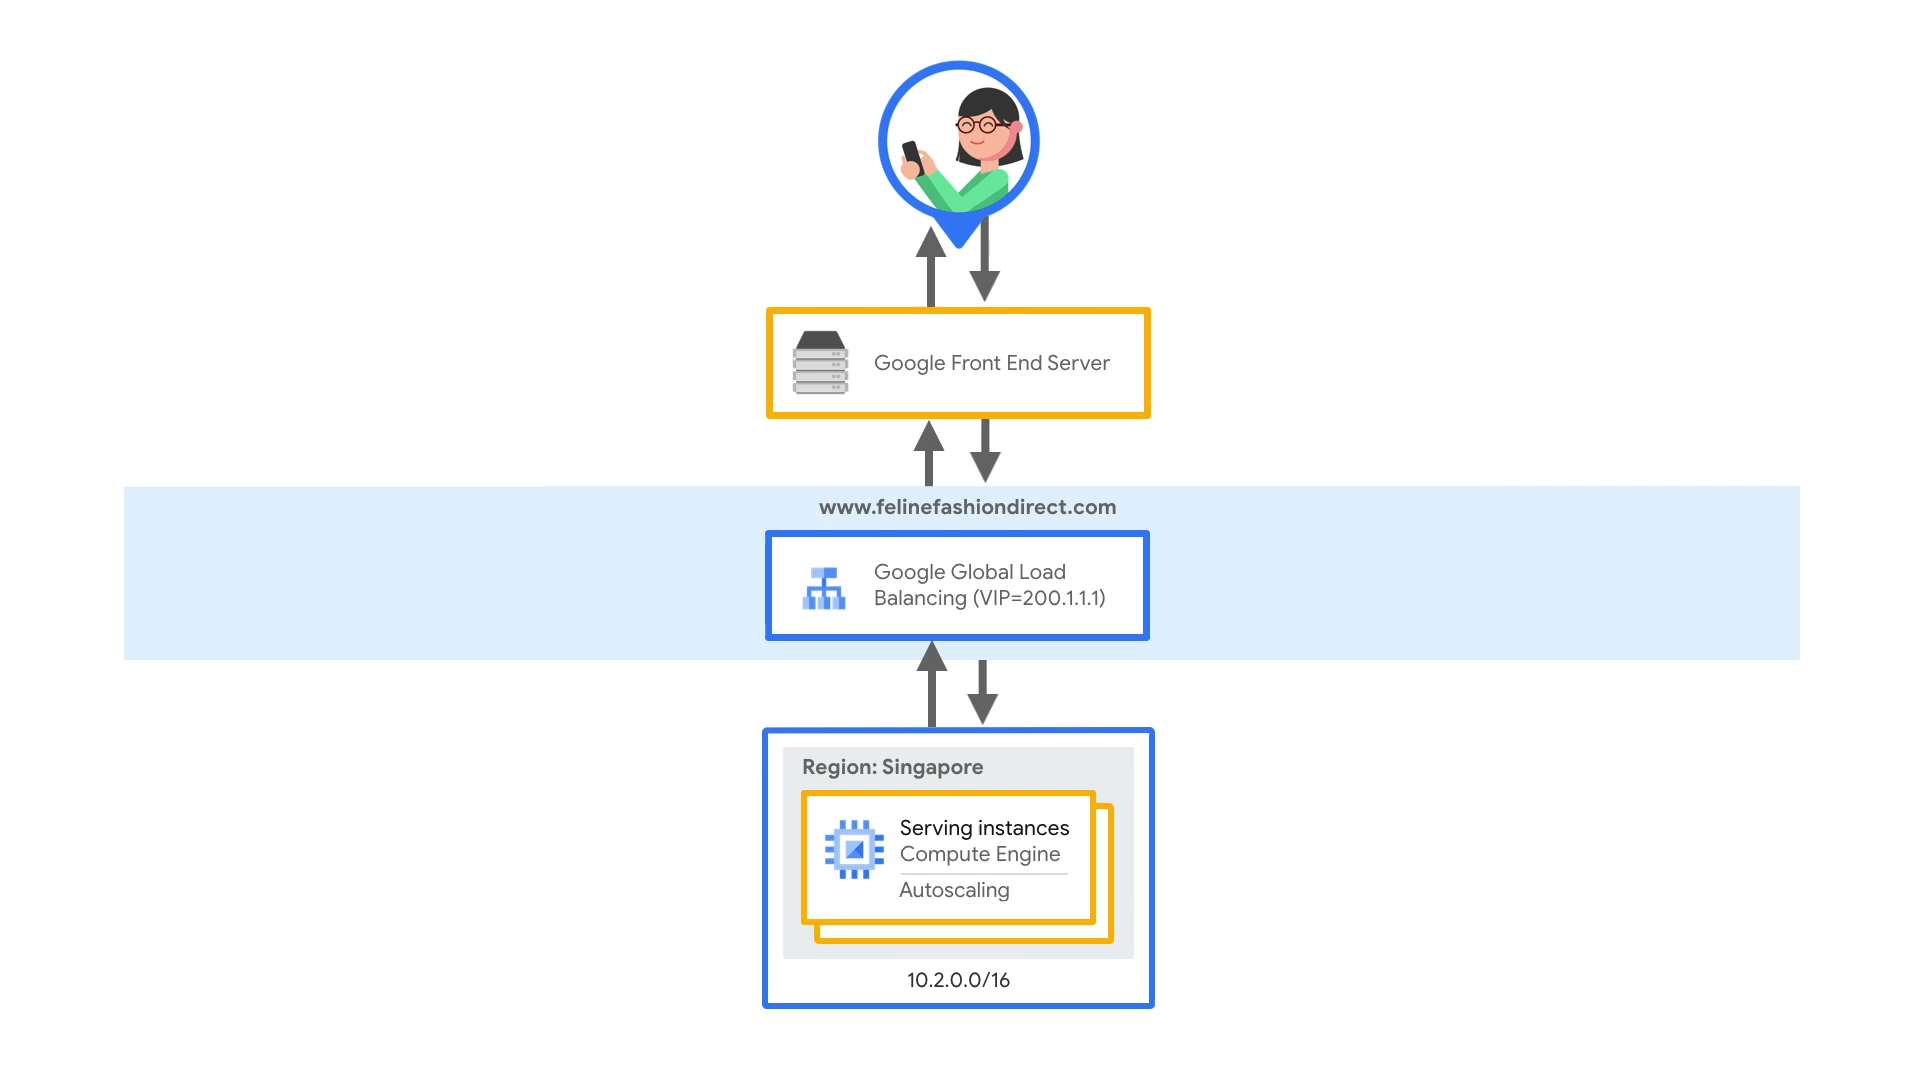 Google Front End Server
www.felinefashiondirect.com
Google Global Load
Balancing (VIP=200.1.1.1)
Region: Singapore
Serving instances
Compute Engine
Autoscaling
10.2.0.0/16